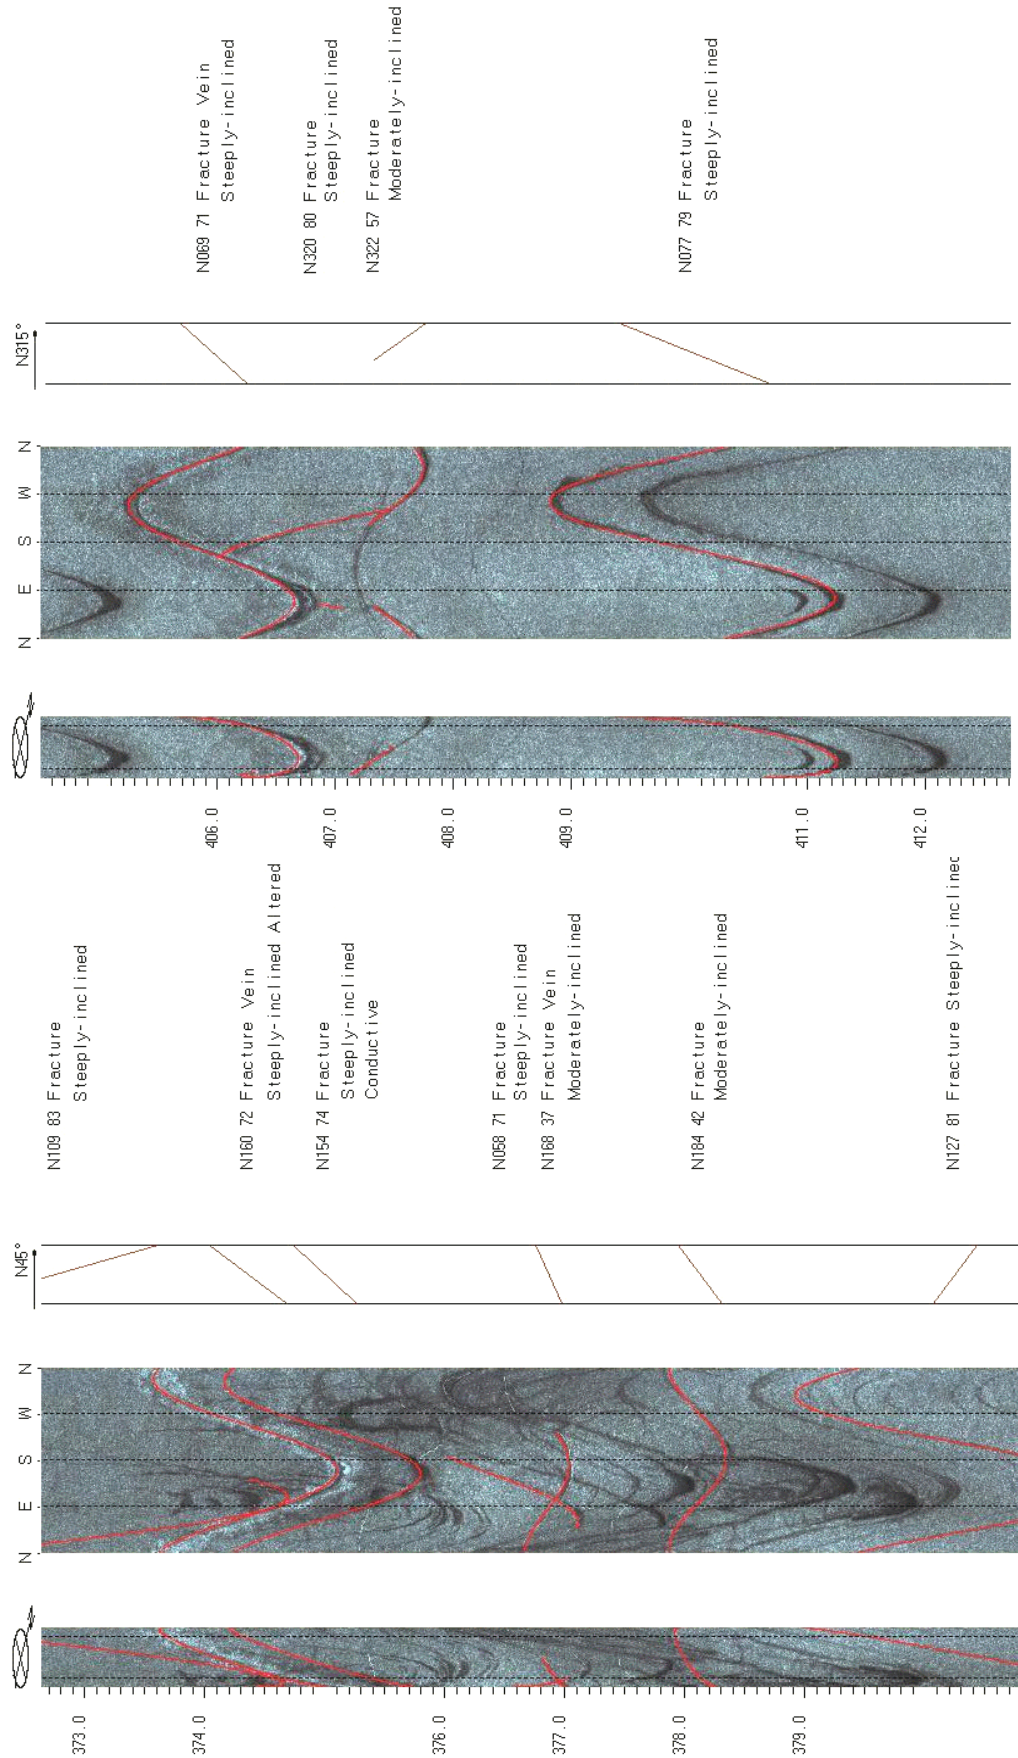 N315°
N E S W N
406.0
407.0
408.0
409.0
411.0
412.0
N069 71 Fracture Vein
Steeply-inclined
N320 80 Fracture
Steeply-inclined
N322 57 Fracture
Moderately-inclined
N077 79 Fracture
Steeply-inclined
N45°
N E S W N
373.0
374.0
376.0
377.0
378.0
379.0
N109 83 Fracture
Steeply-inclined
N160 72 Fracture Vein
Steeply-inclined Altered
N154 74 Fracture
Steeply-inclined
Conductive
N058 71 Fracture
Steeply-inclined
N168 37 Fracture Vein
Moderately-inclined
N184 42 Fracture
Moderately-inclined
N127 81 Fracture Steeply-inclined